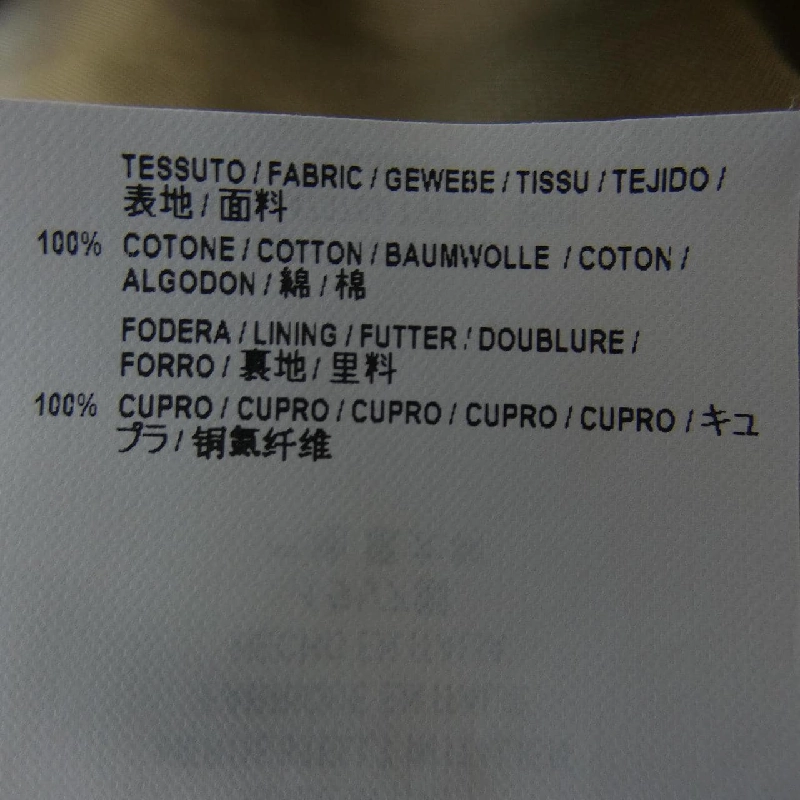 TESSUTO / FABRIC / GEWEBE / TISSU / TEJIDO /
表地 / 面料
100% COTONE / COTTON / BAUMWOLLE / COTON /
ALGODON / 綿 / 棉
FODERA / LINING / FUTTER / DOUBLURE /
FORRO / 裏地 / 里料
100% CUPRO / CUPRO / CUPRO / CUPRO / CUPRO / キュ
プラ / 铜氨纤维